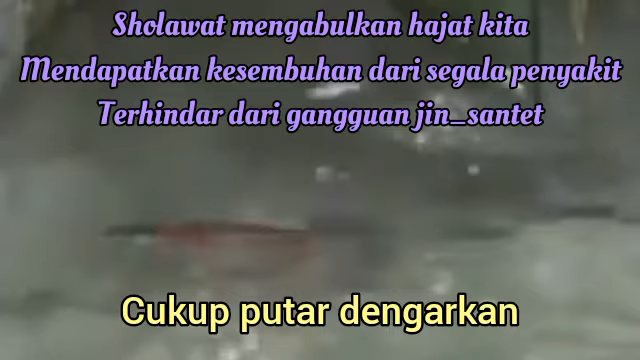 Sholawat mengabulkan hajat kita
Mendapatkan kesembuhan dari segala penyakit
Terhindar dari gangguan jin_santet
Cukup putar dengarkan